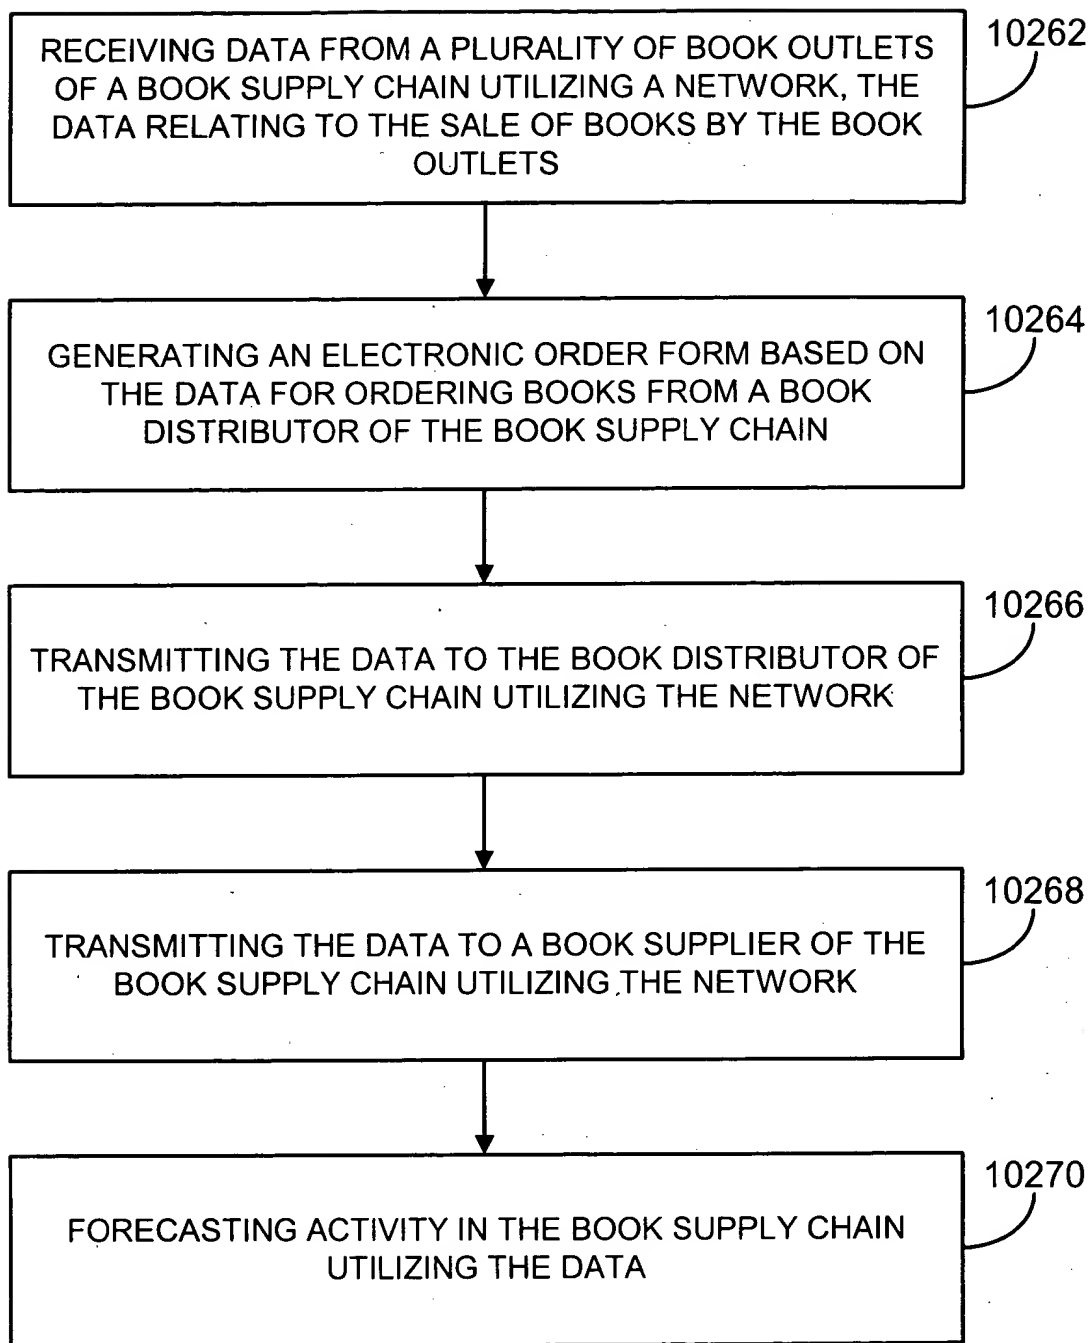 RECEIVING DATA FROM A PLURALITY OF BOOK OUTLETS
OF A BOOK SUPPLY CHAIN UTILIZING A NETWORK, THE
DATA RELATING TO THE SALE OF BOOKS BY THE BOOK
OUTLETS
10262
GENERATING AN ELECTRONIC ORDER FORM BASED ON
THE DATA FOR ORDERING BOOKS FROM A BOOK
DISTRIBUTOR OF THE BOOK SUPPLY CHAIN
10264
TRANSMITTING THE DATA TO THE BOOK DISTRIBUTOR OF
THE BOOK SUPPLY CHAIN UTILIZING THE NETWORK
10266
TRANSMITTING THE DATA TO A BOOK SUPPLIER OF THE
BOOK SUPPLY CHAIN UTILIZING THE NETWORK
10268
FORECASTING ACTIVITY IN THE BOOK SUPPLY CHAIN
UTILIZING THE DATA
10270